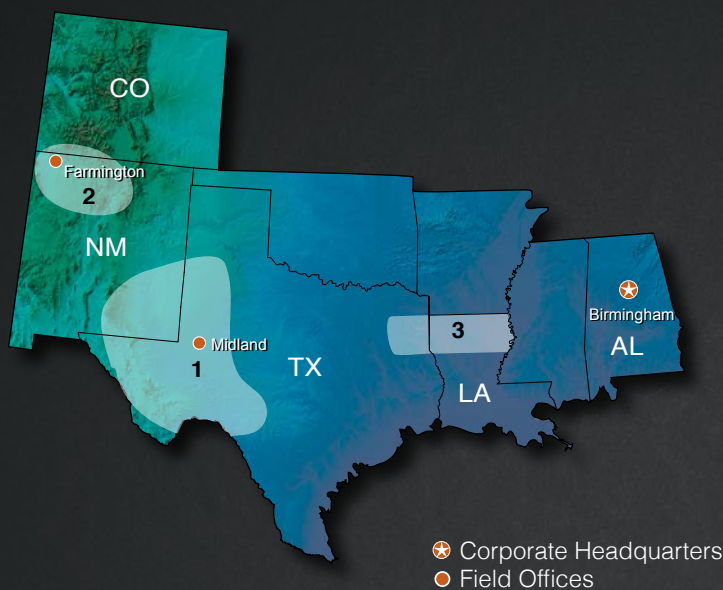 CO
Farmington
2
NM
Midland
1
TX
3
LA
Birmingham
AL
Corporate Headquarters
Field Offices